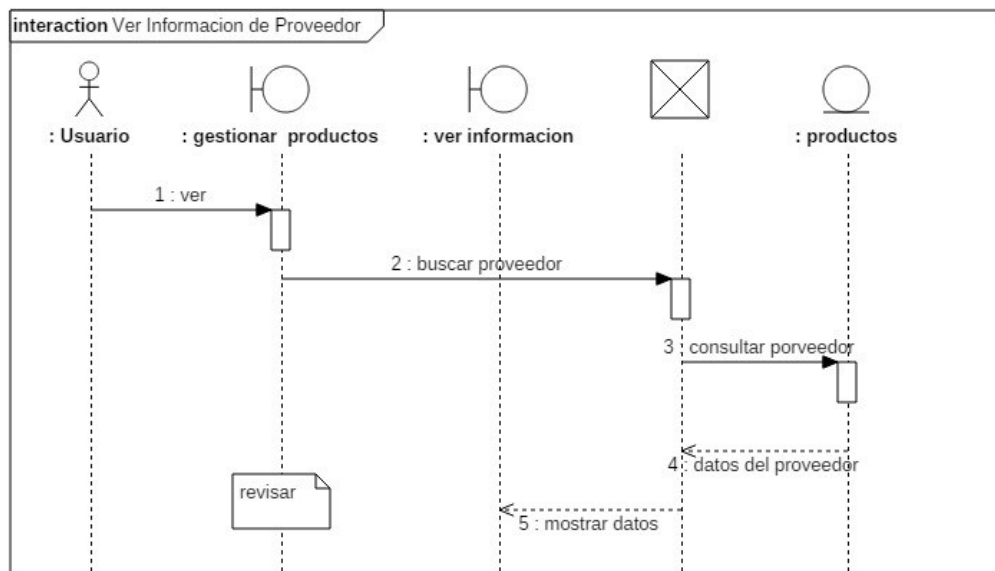 interaction Ver Informacion de Proveedor
: Usuario
: gestionar productos
: ver informacion
: productos
1 : ver
2 : buscar proveedor
3 : consultar porveedor
4 : datos del proveedor
revisar
5 : mostrar datos